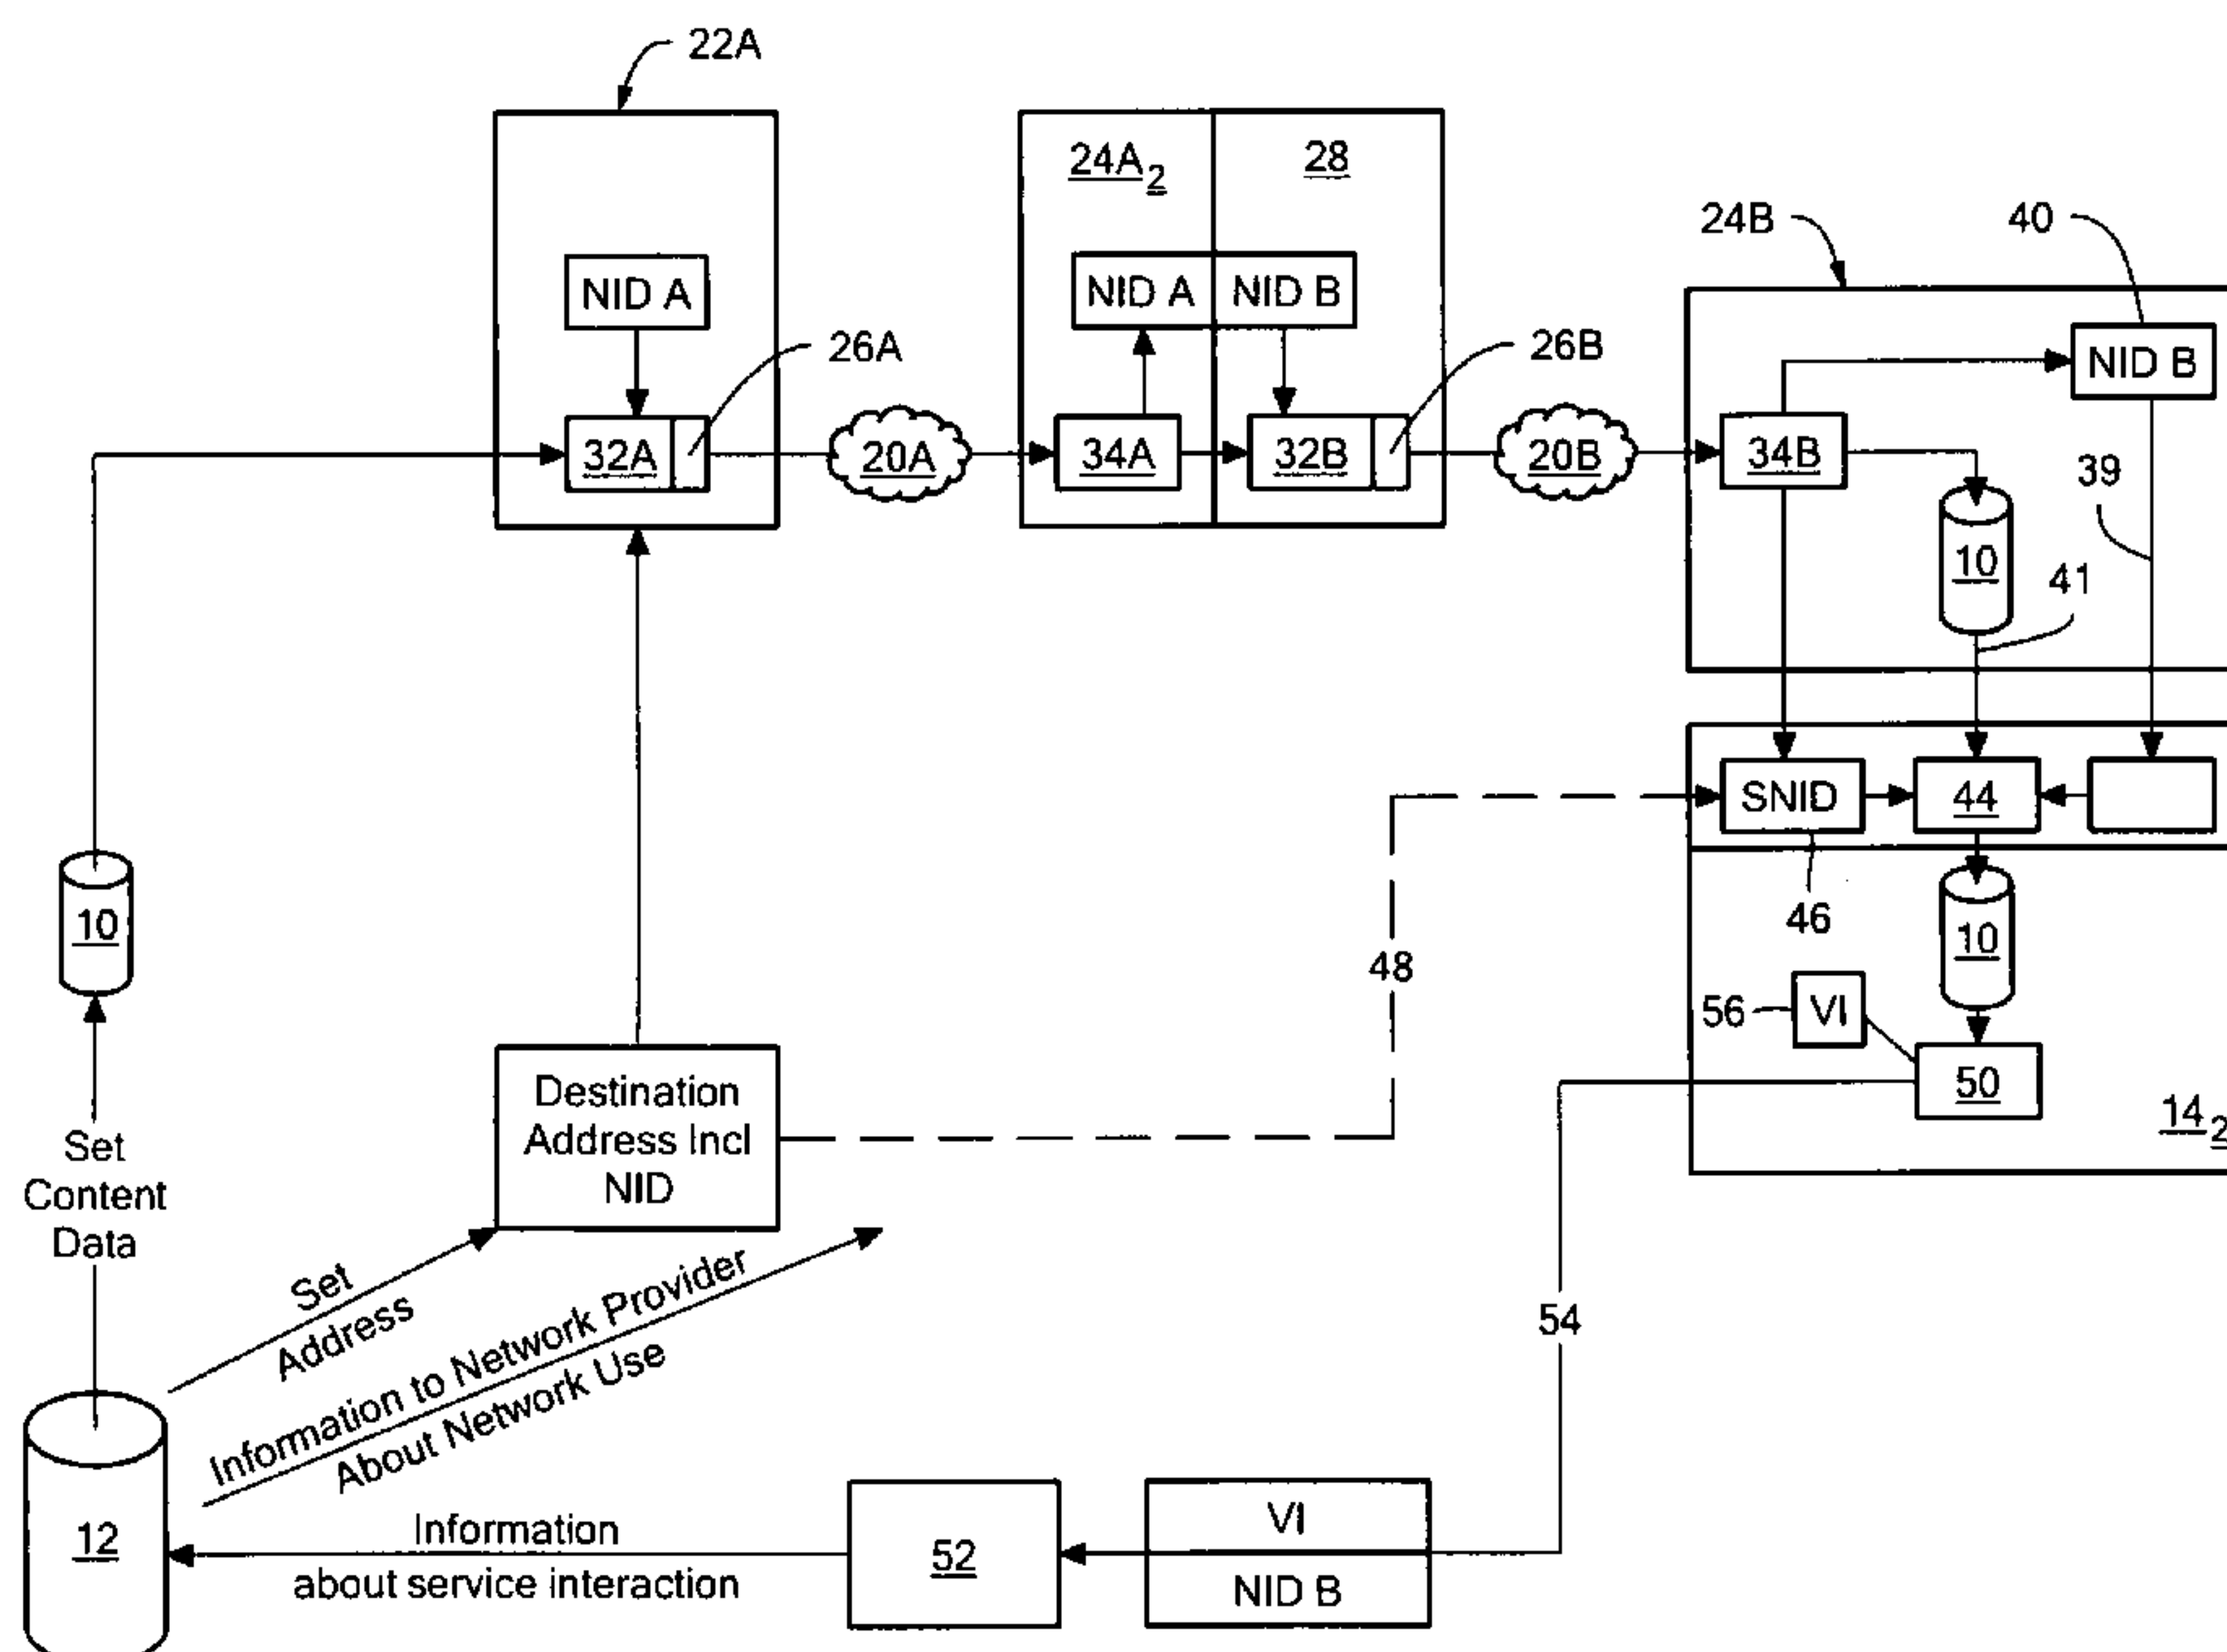 22A
24A2
28
24B
40
NID A
NID A
NID B
26A
26B
NID B
32A
20A
34A
32B
20B
34B
39
10
41
SNID
44
46
10
10
48
56
VI
50
142
Destination
Address Incl
NID
Set
Content
Data
Set
Address
Information to Network Provider
About Network Use
54
12
Information
about service interaction
52
VI
NID B